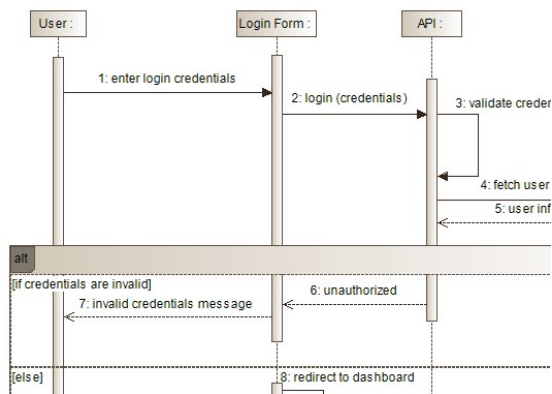 User :
Login Form :
API :
1: enter login credentials
2: login (credentials)
3: validate creden
4: fetch user
5: user inf
alt
[if credentials are invalid]
6: unauthorized
7: invalid credentials message
[else]
8: redirect to dashboard